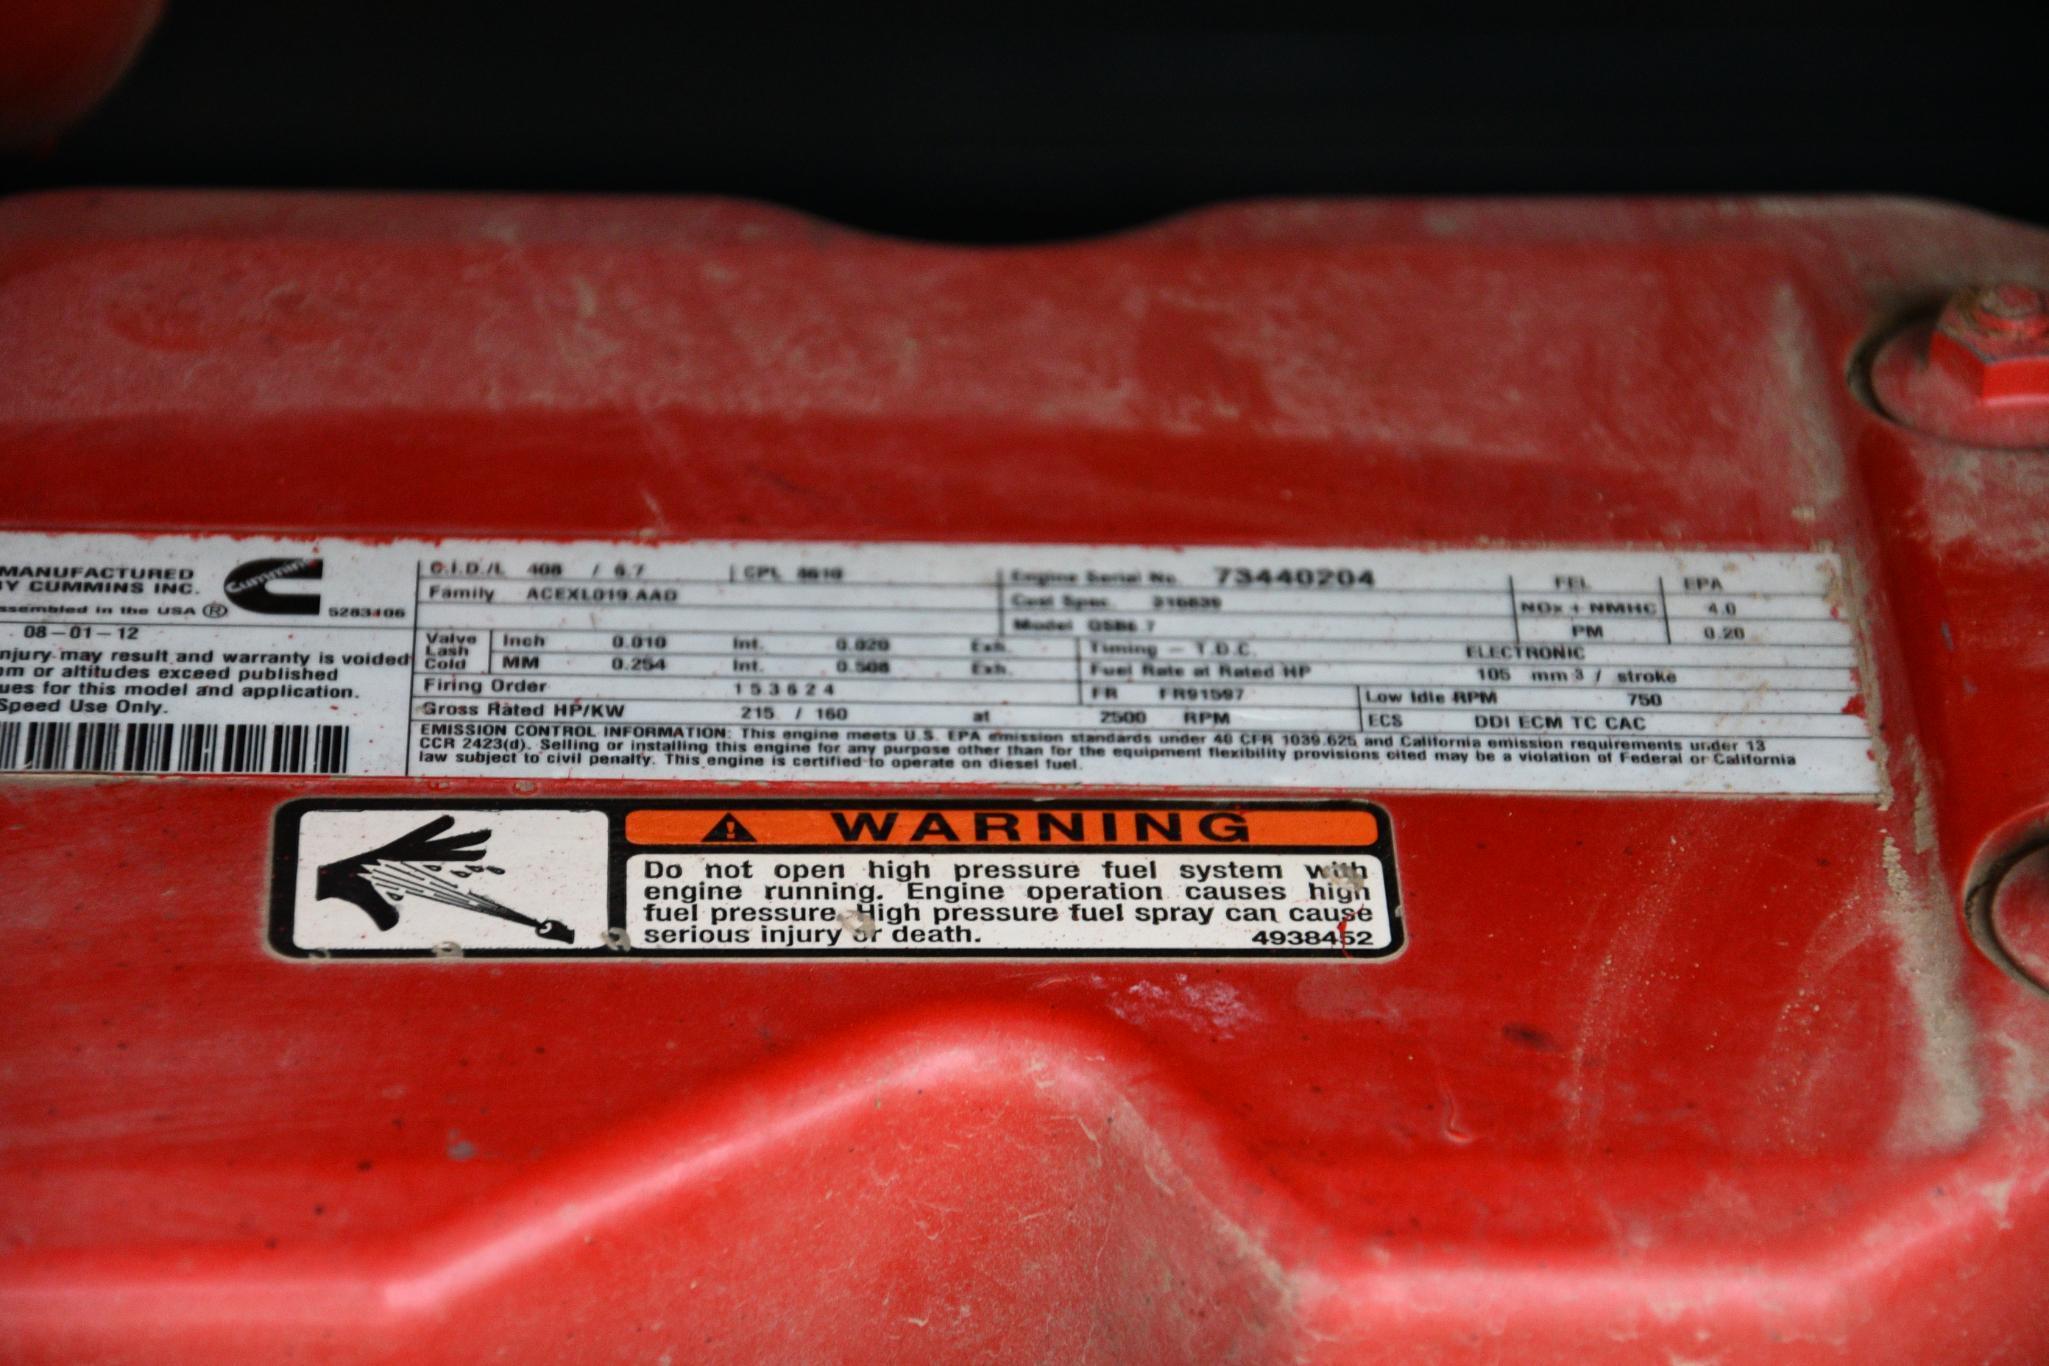 MANUFACTURED
BY CUMMINS INC.
ssembled in the USA ®
Cummins
5283406
08-01-12
njury may result and warranty is voided
pm or altitudes exceed published
ues for this model and application.
Speed Use Only.
C.I.D./L 408 / 6.7 CPL
Family ACEXL019.AAD
Engine Serial No. 73440204
Cust Spec.
Model QSB6.7
FEL EPA
NOx + NMHC 4.0
PM 0.20
Valve Lash Cold
Inch 0.010 Int. 0.020 Exh.
MM 0.254 Int. 0.508 Exh.
Timing - T.D.C. ELECTRONIC
Fuel Rate at Rated HP 105 mm3 / stroke
Firing Order 1 5 3 6 2 4
FR FR91597 Low Idle RPM 750
Gross Rated HP/KW 215 / 160 at 2500 RPM
ECS DDI ECM TC CAC
EMISSION CONTROL INFORMATION: This engine meets U.S. EPA emission standards under 40 CFR 1039.625 and California emission requirements under 13
CCR 2423(d). Selling or installing this engine for any purpose other than for the equipment flexibility provisions cited may be a violation of Federal or California
law subject to civil penalty. This engine is certified to operate on diesel fuel.
WARNING
Do not open high pressure fuel system with
engine running. Engine operation causes high
fuel pressure. High pressure fuel spray can cause
serious injury or death. 4938452